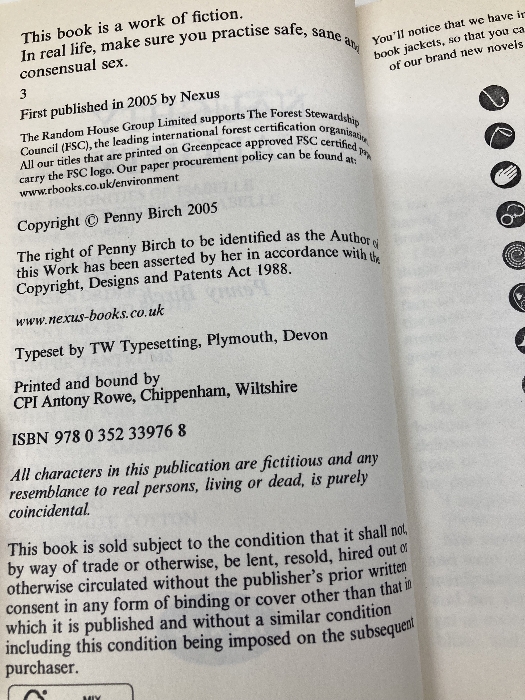 This book is a work of fiction.
In real life, make sure you practise safe, sane and
consensual sex.
3
First published in 2005 by Nexus
The Random House Group Limited supports The Forest Stewardship
Council (FSC), the leading international forest certification organisation.
All our titles that are printed on Greenpeace approved FSC certified paper
carry the FSC logo. Our paper procurement policy can be found at:
www.rbooks.co.uk/environment
Copyright © Penny Birch 2005
The right of Penny Birch to be identified as the Author of
this Work has been asserted by her in accordance with the
Copyright, Designs and Patents Act 1988.
www.nexus-books.co.uk
Typeset by TW Typesetting, Plymouth, Devon
Printed and bound by
CPI Antony Rowe, Chippenham, Wiltshire
ISBN 978 0 352 33976 8
All characters in this publication are fictitious and any
resemblance to real persons, living or dead, is purely
coincidental.
This book is sold subject to the condition that it shall not,
by way of trade or otherwise, be lent, resold, hired out or
otherwise circulated without the publisher's prior written
consent in any form of binding or cover other than that in
which it is published and without a similar condition
including this condition being imposed on the subsequent
purchaser.
MIX
You'll notice that we have
book jackets, so that you
of our brand new novels